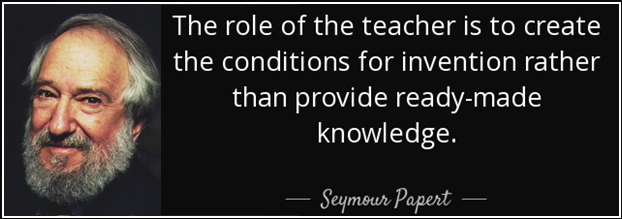 The role of the teacher is to create
the conditions for invention rather
than provide ready-made
knowledge.
Seymour Papert